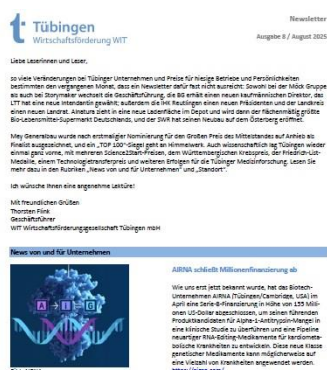 Newsletter
Tübingen
Wirtschaftsförderung WIT
Ausgabe 8 / August 2025
Liebe Leserinnen und Leser,
so viele Veränderungen bei Tübinger Unternehmen und Preise für hiesige Betriebe und Persönlichkeiten
bestimmten den vergangenen Monat, dass ein Newsletter dafür fast nicht ausreicht: Sowohl bei der Möck Gruppe
als auch bei Storymaker wechselt die Geschäftsführung, die BG erhält einen neuen kaufmännischen Direktor, das
LTT hat eine neue Intendantin gewählt; außerdem die IHK Reutlingen einen neuen Präsidenten und der Landkreis
einen neuen Landrat. Alnatura zieht in eine neue Ladenfläche im Depot und wird dann der flächenmäßig größte
Bio-Lebensmittel-Supermarkt Deutschlands, und der SWR hat seinen Neubau auf dem Österberg eröffnet.
Mey Generalbau wurde nach erstmaliger Nominierung für den Großen Preis des Mittelstandes auf Anhieb als
Finalist ausgezeichnet, und ein „TOP 100“-Siegel geht an Himmelwerk. Auch wissenschaftlich lag Tübingen wieder
einmal ganz vorne, mit mehreren Science2Start-Preisen, dem Württembergischen Krebspreis, der Friedrich-List-
Medaille, einem Technologietransferpreis und weiteren Erfolgen für die Tübinger Medizinforschung. Lesen Sie
mehr dazu in den Rubriken „News von und für Unternehmen“ und „Standort“.
Ich wünsche Ihnen eine angenehme Lektüre!
Mit freundlichen Grüßen
Thorsten Flink
Geschäftsführer
WIT Wirtschaftsförderungsgesellschaft Tübingen mbH
News von und für Unternehmen
A I G
AIRNA schließt Millionenfinanzierung ab
Wie uns erst jetzt bekannt wurde, hat das Biotech-
Unternehmen AIRNA (Tübingen/Cambridge, USA) im
April eine Serie-B-Finanzierung in Höhe von 155 Milli-
onen US-Dollar abgeschlossen, um seinen führenden
Produktkandidaten für Alpha-1-Antitrypsin-Mangel in
eine klinische Studie zu überführen und eine Pipeline
neuartiger RNA-Editing-Medikamente für kardiometa-
bolische Krankheiten zu entwickeln. Diese neue Klasse
genetischer Medikamente kann möglicherweise auf
eine Vielzahl von Krankheiten angewendet werden.